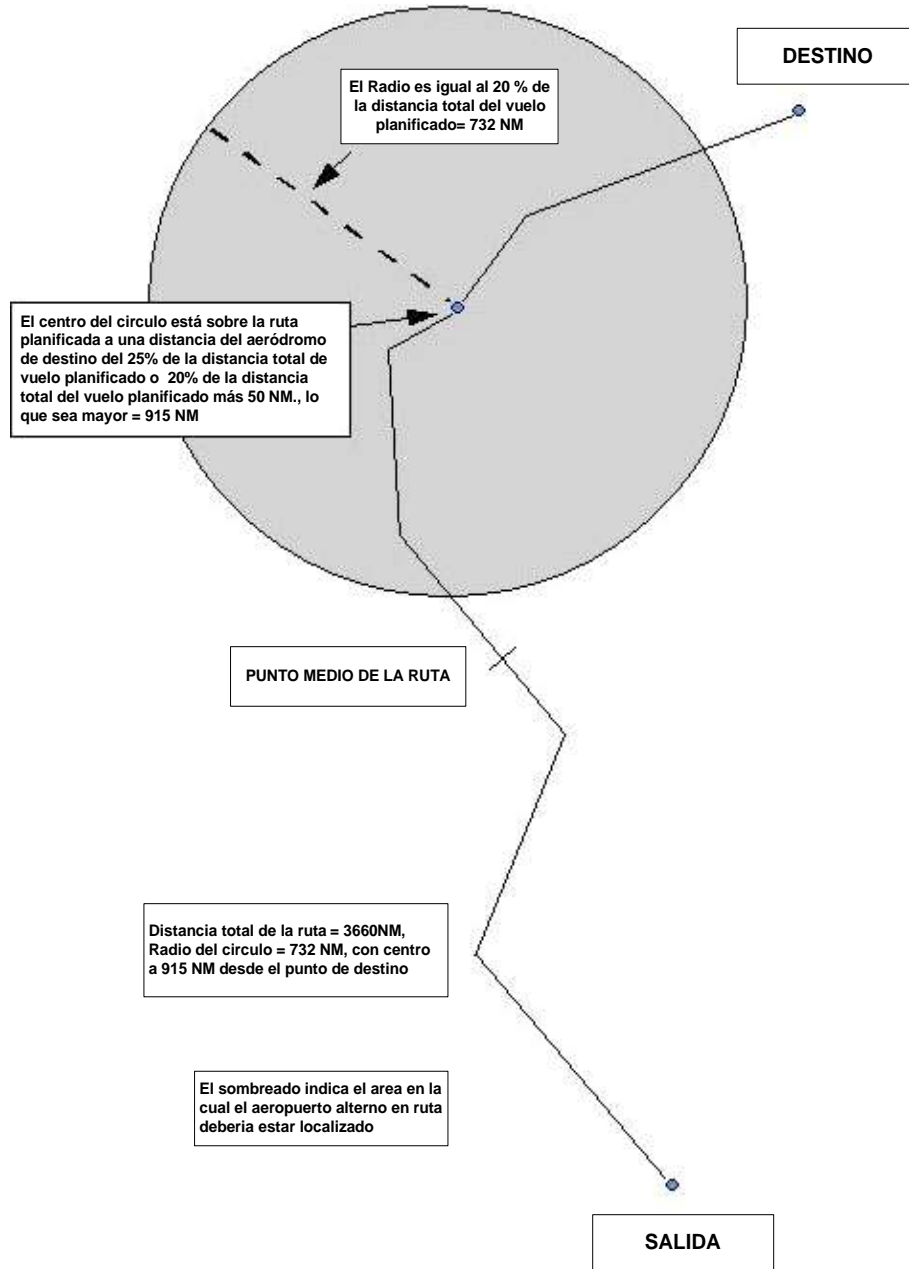 DESTINO
El Radio es igual al 20 % de
la distancia total del vuelo
planificado= 732 NM
El centro del circulo está sobre la ruta
planificada a una distancia del aeródromo
de destino del 25% de la distancia total de
vuelo planificado o 20% de la distancia
total del vuelo planificado más 50 NM., lo
que sea mayor = 915 NM
PUNTO MEDIO DE LA RUTA
Distancia total de la ruta = 3660NM,
Radio del circulo = 732 NM, con centro
a 915 NM desde el punto de destino
El sombreado indica el area en la
cual el aeropuerto alterno en ruta
deberia estar localizado
SALIDA